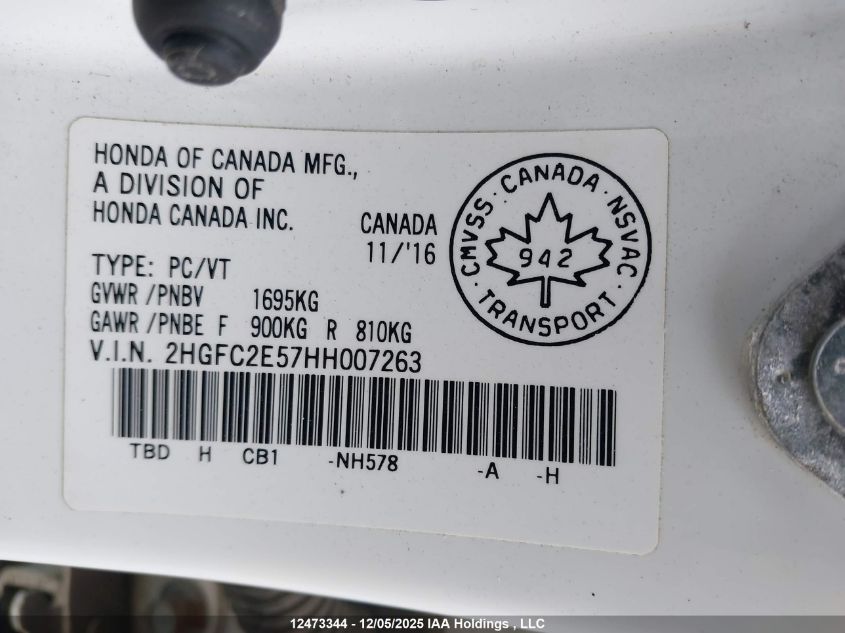 HONDA OF CANADA MFG.,
A DIVISION OF
HONDA CANADA INC.
CANADA
11/'16
TYPE: PC/VT
GVWR /PNBV 1695KG
GAWR /PNBE F 900KG R 810KG
V.I.N. 2HGFC2E57HH007263
TBD H CB1 -NH578 -A -H
CMVSS · CANADA · NSVAC · TRANSPORT ·
942
12473344 - 12/05/2025 IAA Holdings , LLC